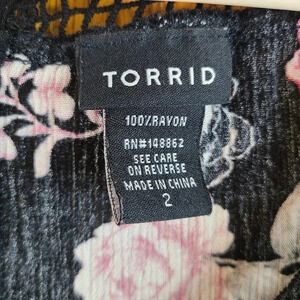 TORRID
100%RAYON
RN#148862
SEE CARE
ON REVERSE
MADE IN CHINA
2